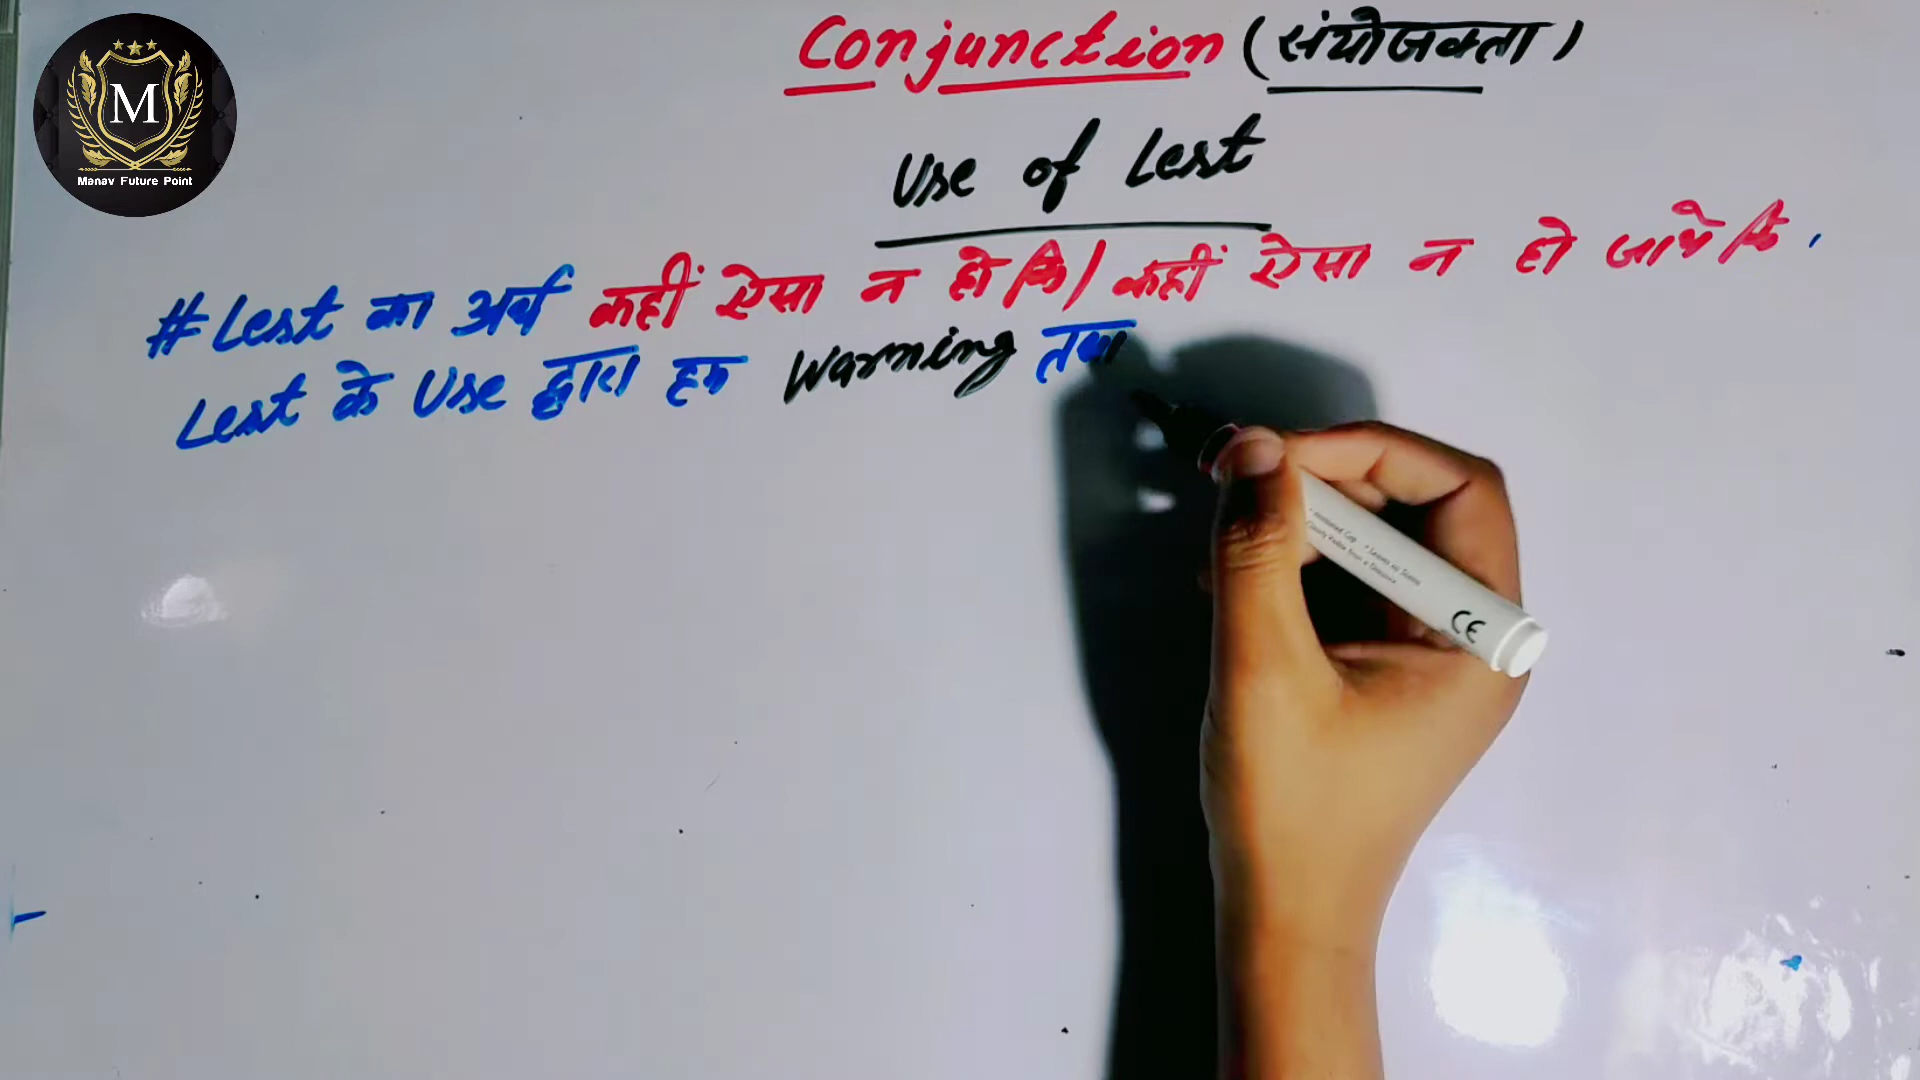 M
Manav Future Point
Conjunction (संयोजकता)
Use of Lest
# Lest का अर्थ कहीं ऐसा न हो कि / कहीं ऐसा न हो जाये कि,
Lest के Use द्वारा हम Warning तथा
CE